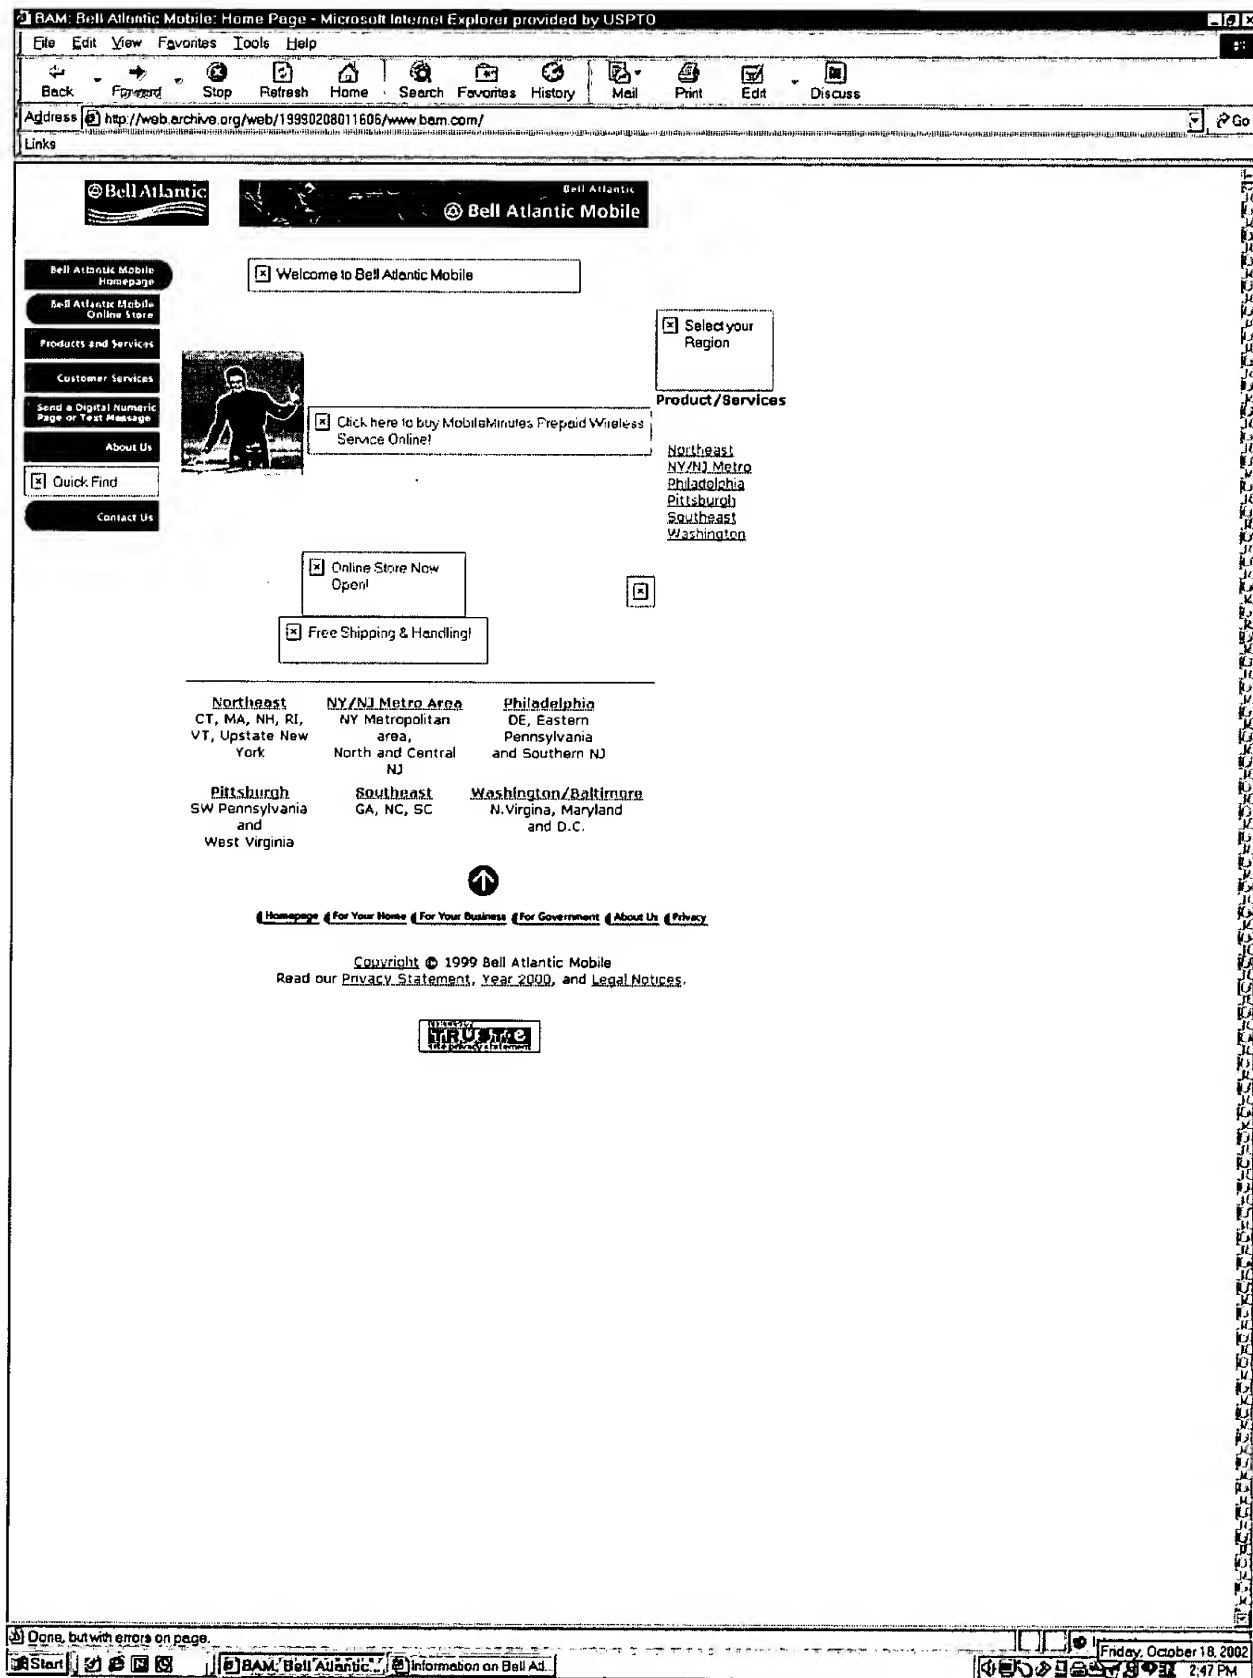 BAM: Bell Atlantic Mobile: Home Page - Microsoft Internet Explorer provided by USPTO
File Edit View Favorites Tools Help
Back Forward Stop Refresh Home Search Favorites History Mail Print Edit Discuss
Address http://web.archive.org/web/19990208011606/www.bam.com/ Go
Links
Bell Atlantic
Bell Atlantic
Bell Atlantic Mobile
Bell Atlantic Mobile
Homepage
Bell Atlantic Mobile
Online Store
Products and Services
Customer Services
Send a Digital Numeric
Page or Text Message
About Us
Quick Find
Contact Us
Welcome to Bell Atlantic Mobile
Click here to buy MobileMinutes Prepaid Wireless
Service Online!
Select your
Region
Product/Services
Northeast
NY/NJ Metro
Philadelphia
Pittsburgh
Southeast
Washington
Online Store Now
Open!
Free Shipping & Handling!
Northeast
CT, MA, NH, RI,
VT, Upstate New
York
NY/NJ Metro Area
NY Metropolitan
area,
North and Central
NJ
Philadelphia
DE, Eastern
Pennsylvania
and Southern NJ
Pittsburgh
SW Pennsylvania
and
West Virginia
Southeast
GA, NC, SC
Washington/Baltimore
N.Virgina, Maryland
and D.C.
Homepage For Your Home For Your Business For Government About Us Privacy
Copyright © 1999 Bell Atlantic Mobile
Read our Privacy Statement, Year 2000, and Legal Notices.
TRUSTe
site privacy statement
Done, but with errors on page.
Friday, October 18, 2002
Start BAM: Bell Atlantic... Information on Bell Atl... 2:47 PM